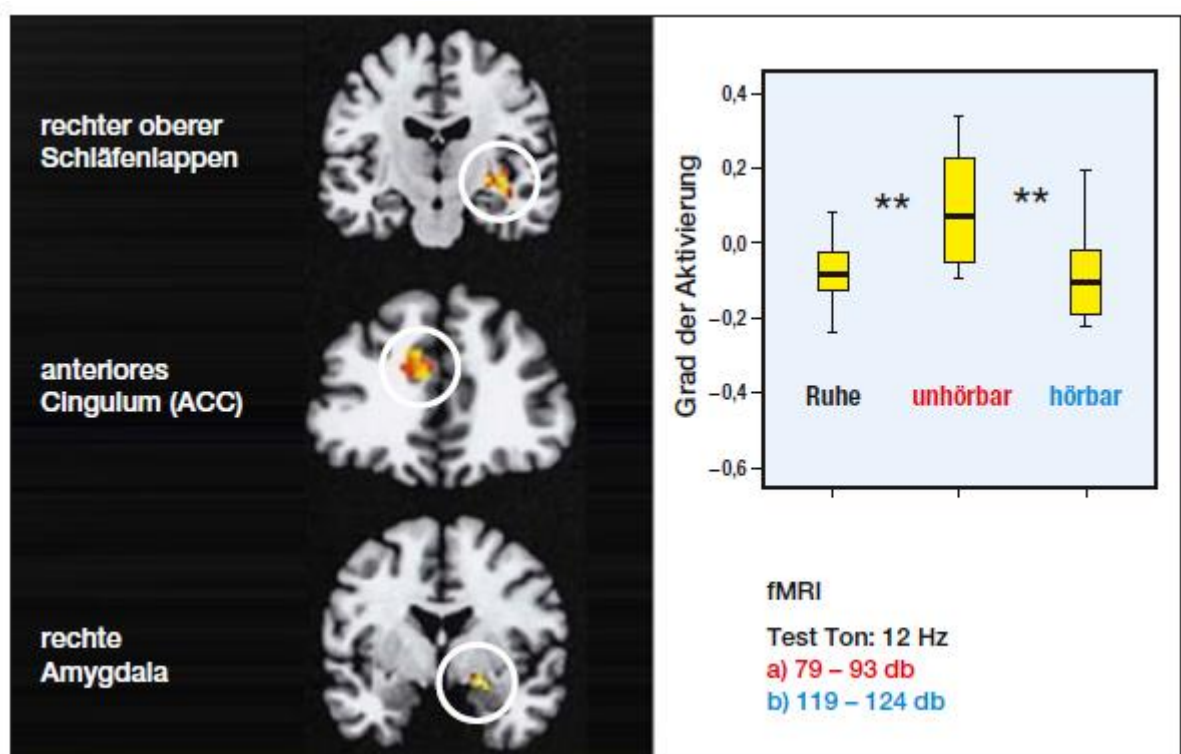 rechter oberer
Schläfenlappen
anteriores
Cingulum (ACC)
rechte
Amygdala
Grad der Aktivierung
0,4
0,2
0,0
−0,2
−0,4
−0,6
** **
Ruhe unhörbar hörbar
fMRI
Test Ton: 12 Hz
a) 79 – 93 db
b) 119 – 124 db